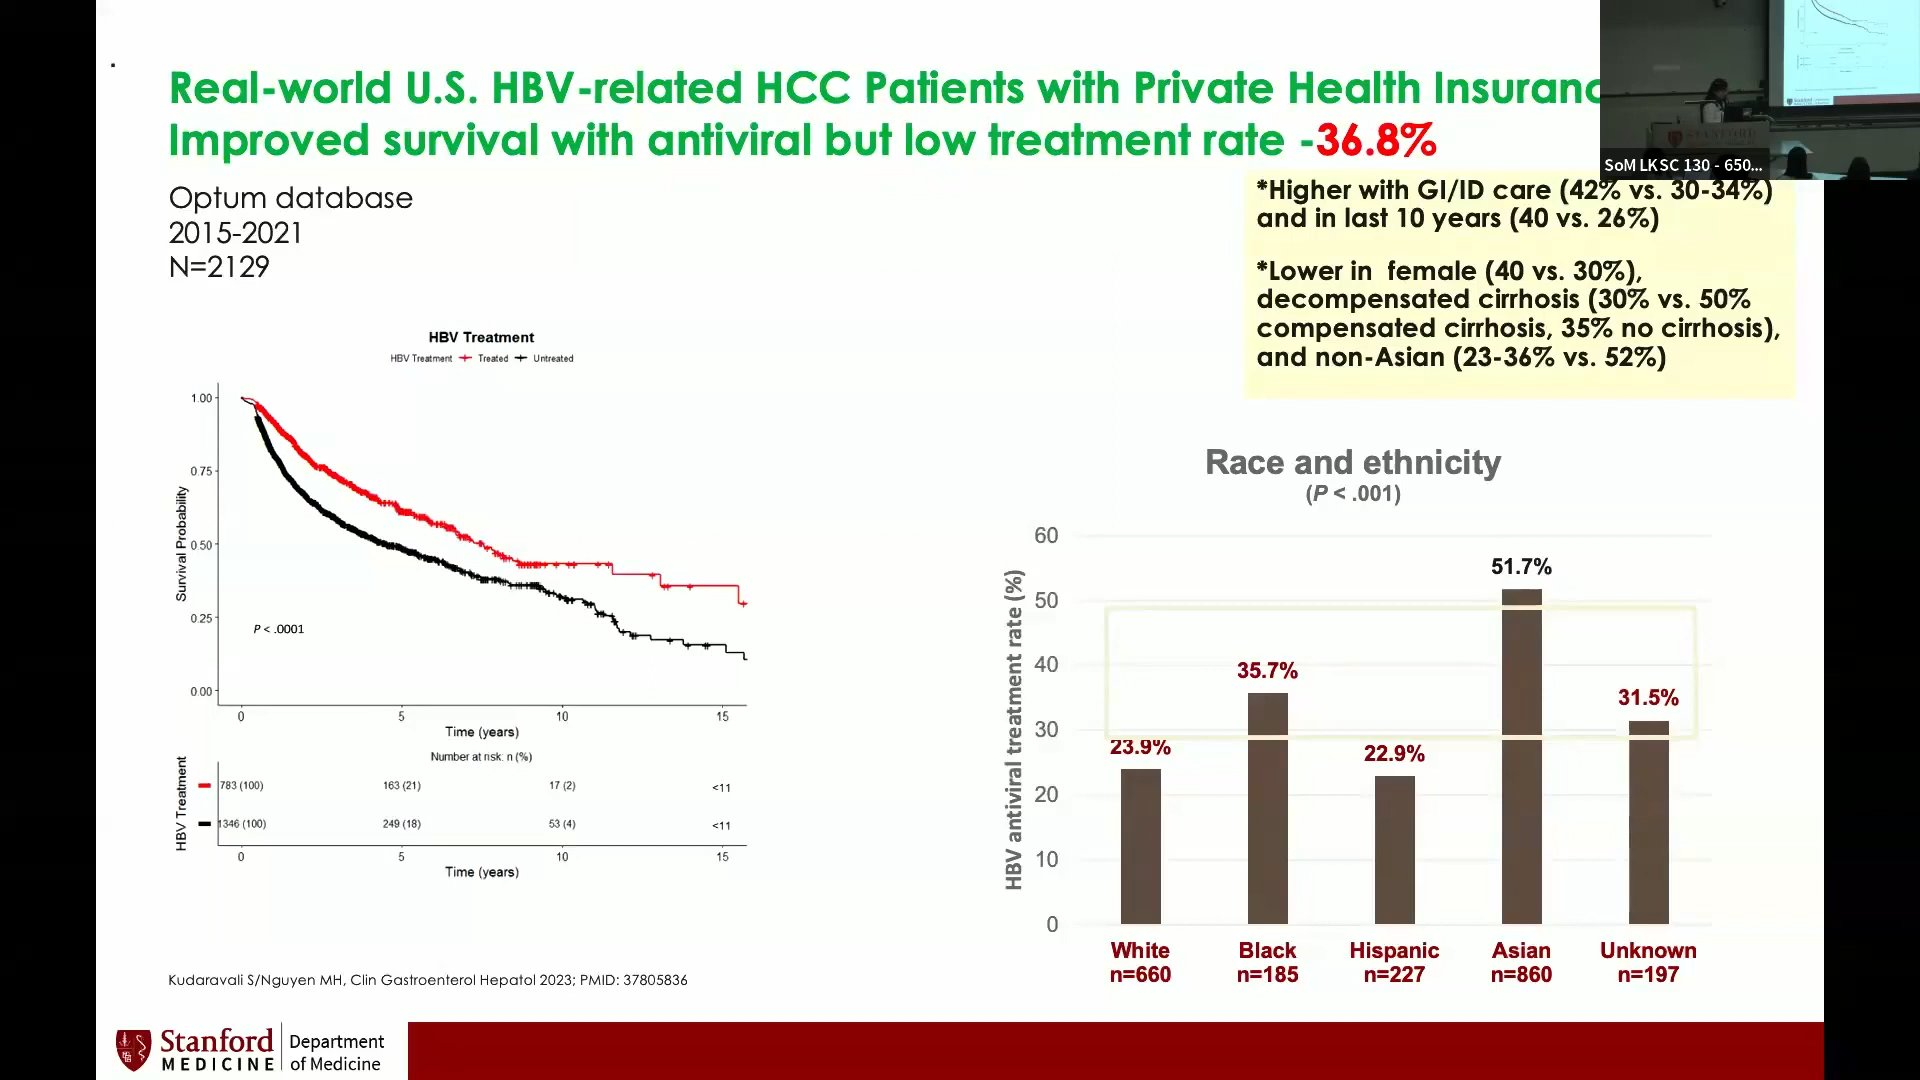 Real-world U.S. HBV-related HCC Patients with Private Health Insuranc
Improved survival with antiviral but low treatment rate -36.8%
SoM LKSC 130 - 650...
Optum database
2015-2021
N=2129
*Higher with GI/ID care (42% vs. 30-34%)
and in last 10 years (40 vs. 26%)
*Lower in female (40 vs. 30%),
decompensated cirrhosis (30% vs. 50%
compensated cirrhosis, 35% no cirrhosis),
and non-Asian (23-36% vs. 52%)
HBV Treatment
HBV Treatment Treated Untreated
1.00
0.75
0.50
0.25
0.00
Survival Probability
P < .0001
0 5 10 15
Time (years)
Number at risk: n (%)
HBV Treatment
783 (100) 163 (21) 17 (2) <11
1346 (100) 249 (18) 53 (4) <11
0 5 10 15
Time (years)
Race and ethnicity
(P < .001)
HBV antiviral treatment rate (%)
60
50
40
30
20
10
0
23.9%
35.7%
22.9%
51.7%
31.5%
White Black Hispanic Asian Unknown
n=660 n=185 n=227 n=860 n=197
Kudaravali S/Nguyen MH, Clin Gastroenterol Hepatol 2023; PMID: 37805836
Stanford
MEDICINE
Department
of Medicine
STANFORD